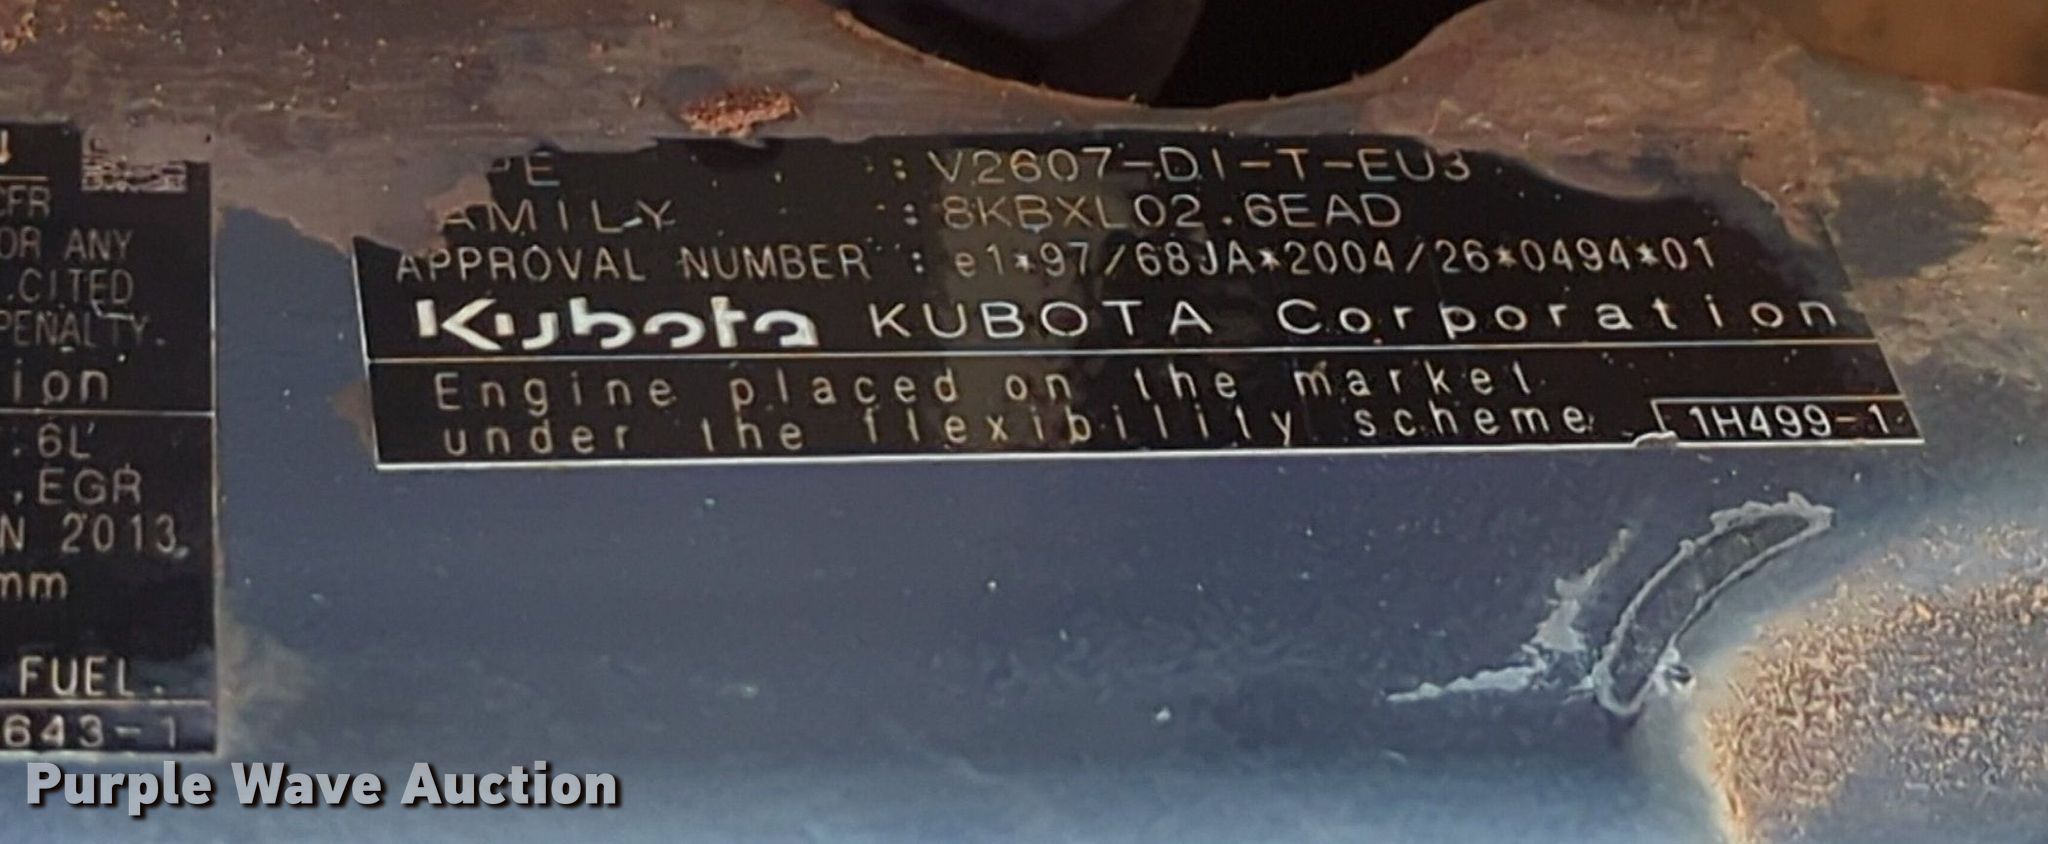 CFR
OR ANY
.CITED
PENALTY.
ion
.6L
,EGR
N 2013.
mm
FUEL.
643-1
PE : V2607-DI-T-EU3
AMILY : 8KBXL02.6EAD
APPROVAL NUMBER : e1*97/68JA*2004/26*0494*01
Kubota KUBOTA Corporation
Engine placed on the market
under the flexibility scheme 1H499-1
Purple Wave Auction